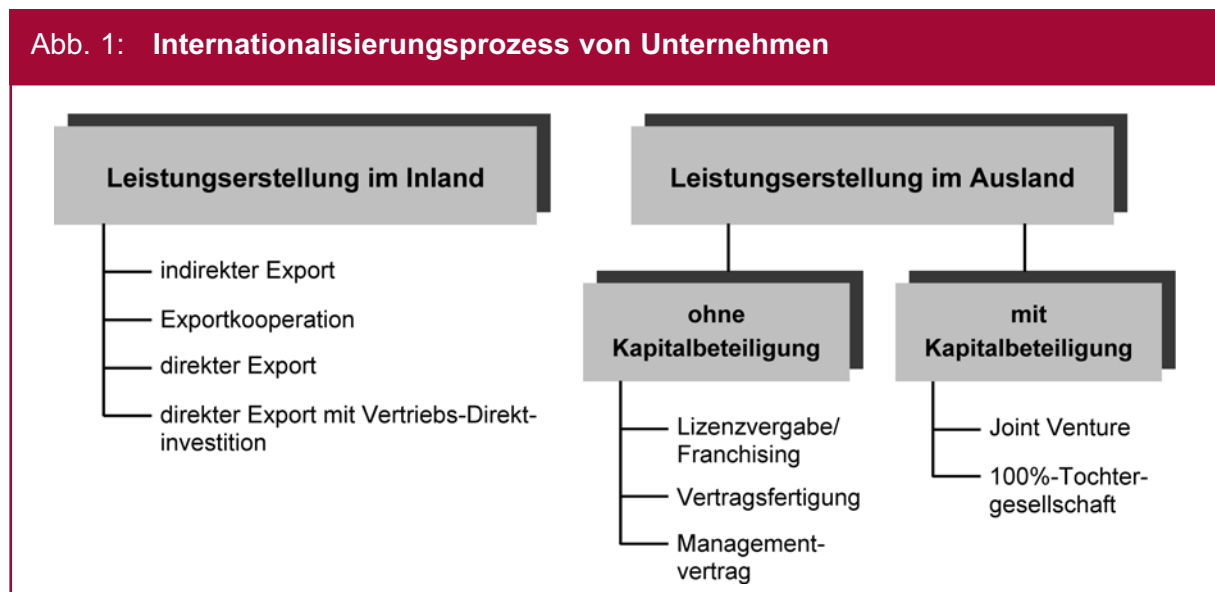 Abb. 1: Internationalisierungsprozess von Unternehmen
Leistungserstellung im Inland
indirekter Export
Exportkooperation
direkter Export
direkter Export mit Vertriebs-Direkt-
investition
Leistungserstellung im Ausland
ohne
Kapitalbeteiligung
Lizenzvergabe/
Franchising
Vertragsfertigung
Management-
vertrag
mit
Kapitalbeteiligung
Joint Venture
100%-Tochter-
gesellschaft